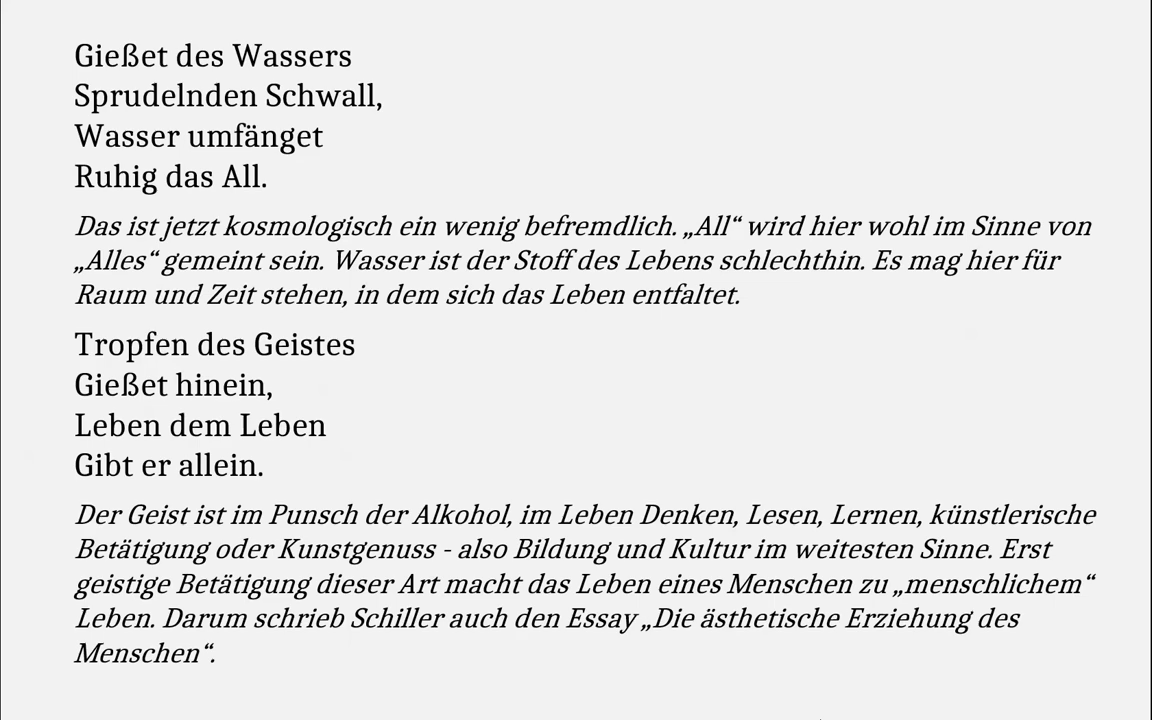 Gießet des Wassers
Sprudelnden Schwall,
Wasser umfänget
Ruhig das All.
Das ist jetzt kosmologisch ein wenig befremdlich. „All“ wird hier wohl im Sinne von
„Alles“ gemeint sein. Wasser ist der Stoff des Lebens schlechthin. Es mag hier für
Raum und Zeit stehen, in dem sich das Leben entfaltet.
Tropfen des Geistes
Gießet hinein,
Leben dem Leben
Gibt er allein.
Der Geist ist im Punsch der Alkohol, im Leben Denken, Lesen, Lernen, künstlerische
Betätigung oder Kunstgenuss - also Bildung und Kultur im weitesten Sinne. Erst
geistige Betätigung dieser Art macht das Leben eines Menschen zu „menschlichem“
Leben. Darum schrieb Schiller auch den Essay „Die ästhetische Erziehung des
Menschen“.